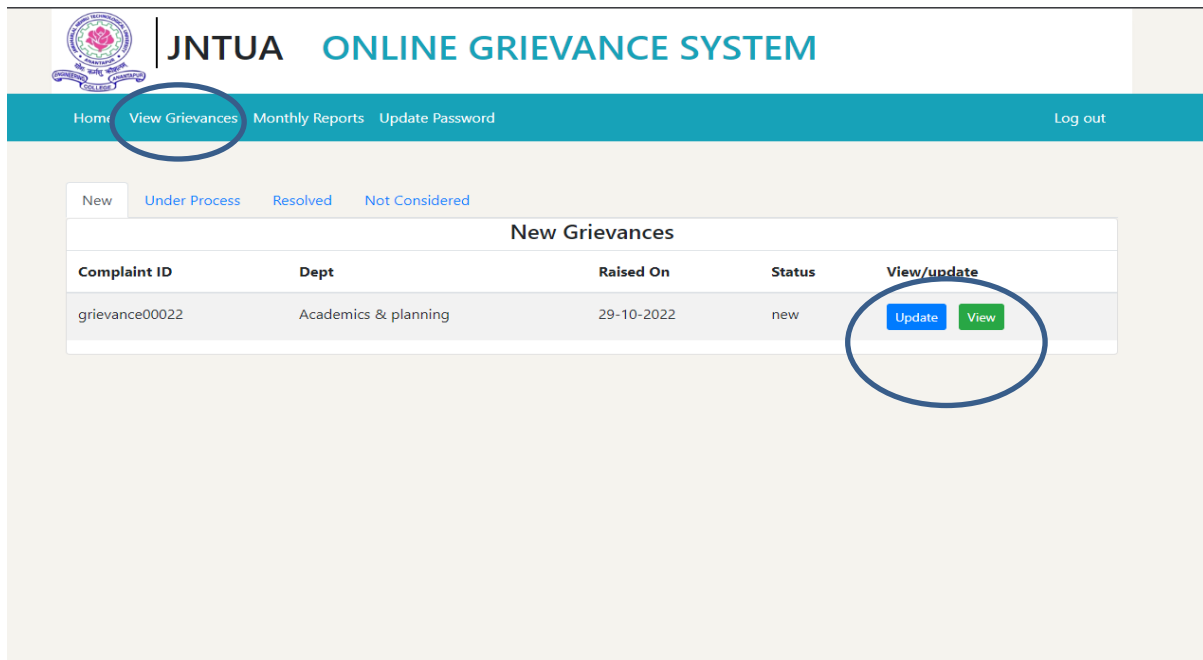 JNTUA ONLINE GRIEVANCE SYSTEM
Home View Grievances Monthly Reports Update Password Log out
New Under Process Resolved Not Considered
New Grievances
Complaint ID Dept Raised On Status View/update
grievance00022 Academics & planning 29-10-2022 new Update View